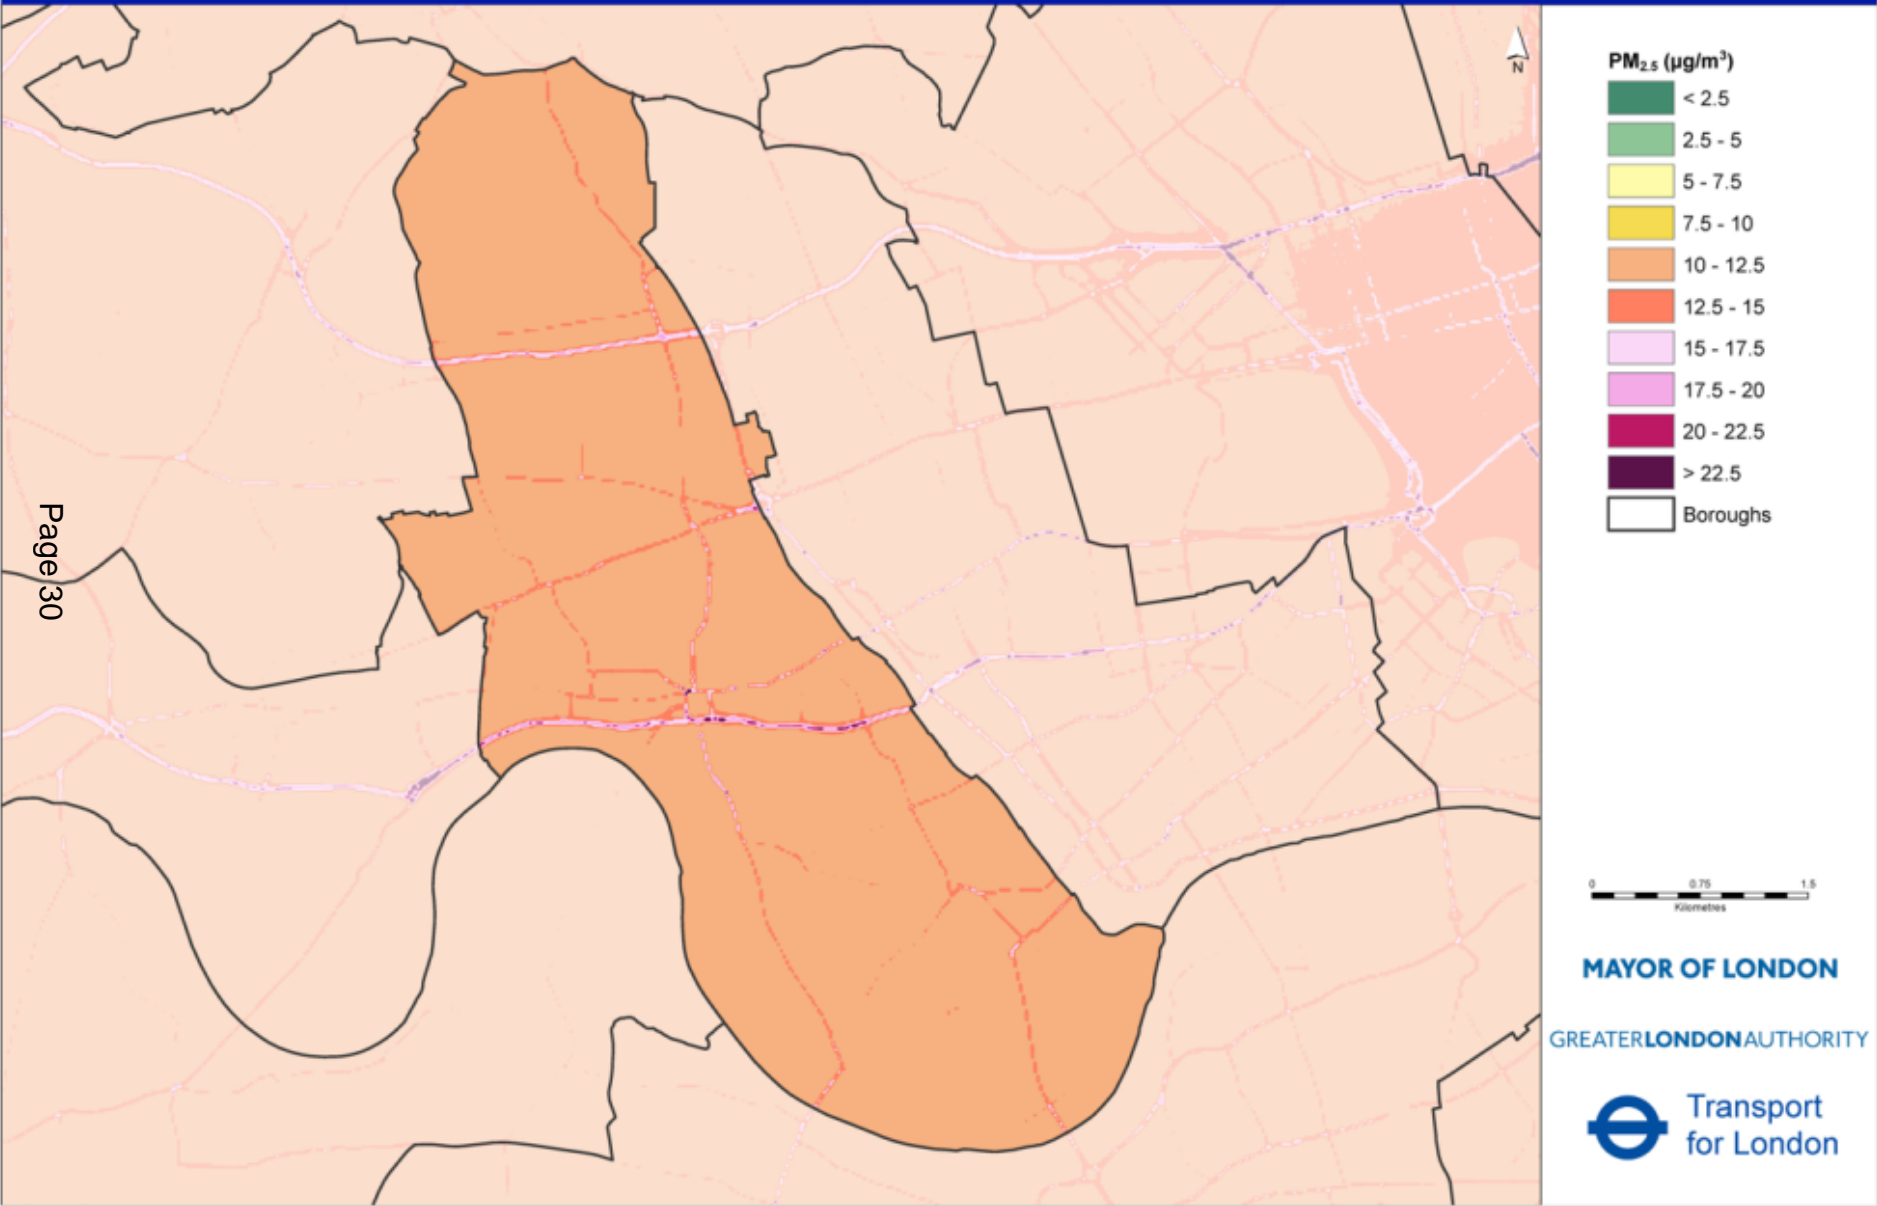 N
PM2.5 (µg/m³)
< 2.5
2.5 - 5
5 - 7.5
7.5 - 10
10 - 12.5
12.5 - 15
15 - 17.5
17.5 - 20
20 - 22.5
> 22.5
Boroughs
Page 30
0 0.75 1.5
Kilometres
MAYOR OF LONDON
GREATERLONDONAUTHORITY
Transport
for London